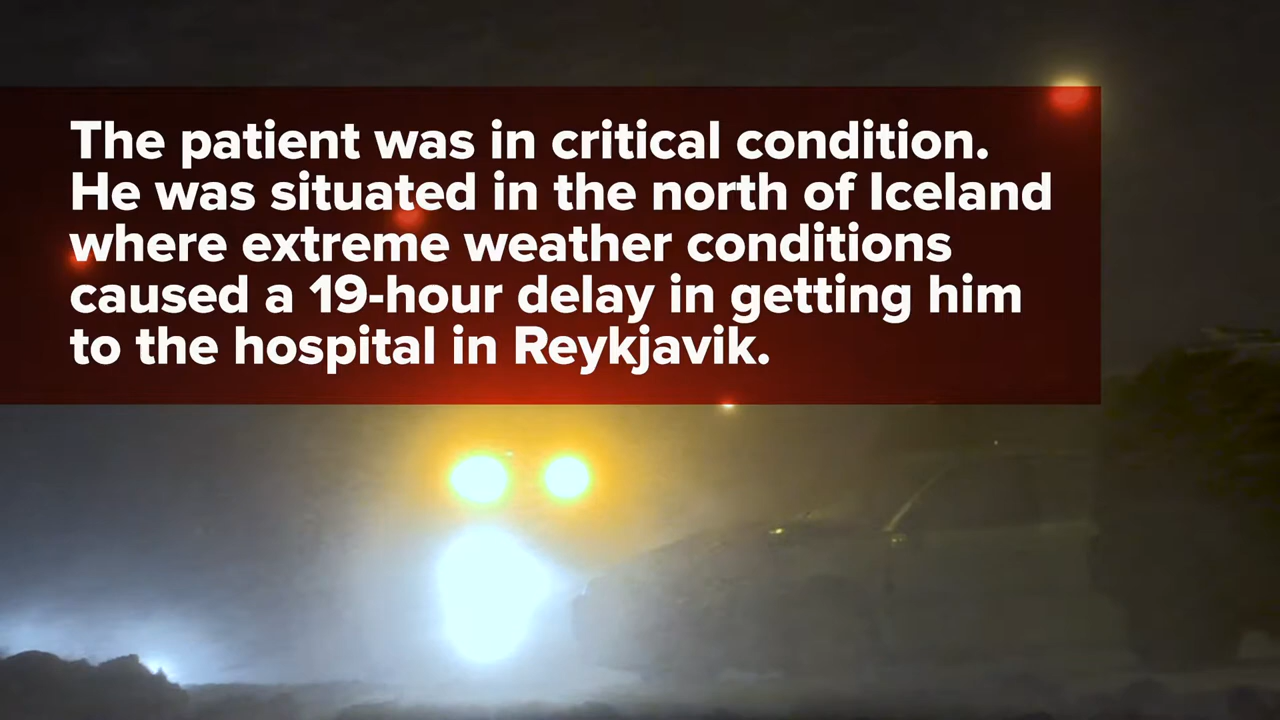 The patient was in critical condition.
He was situated in the north of Iceland
where extreme weather conditions
caused a 19-hour delay in getting him
to the hospital in Reykjavik.